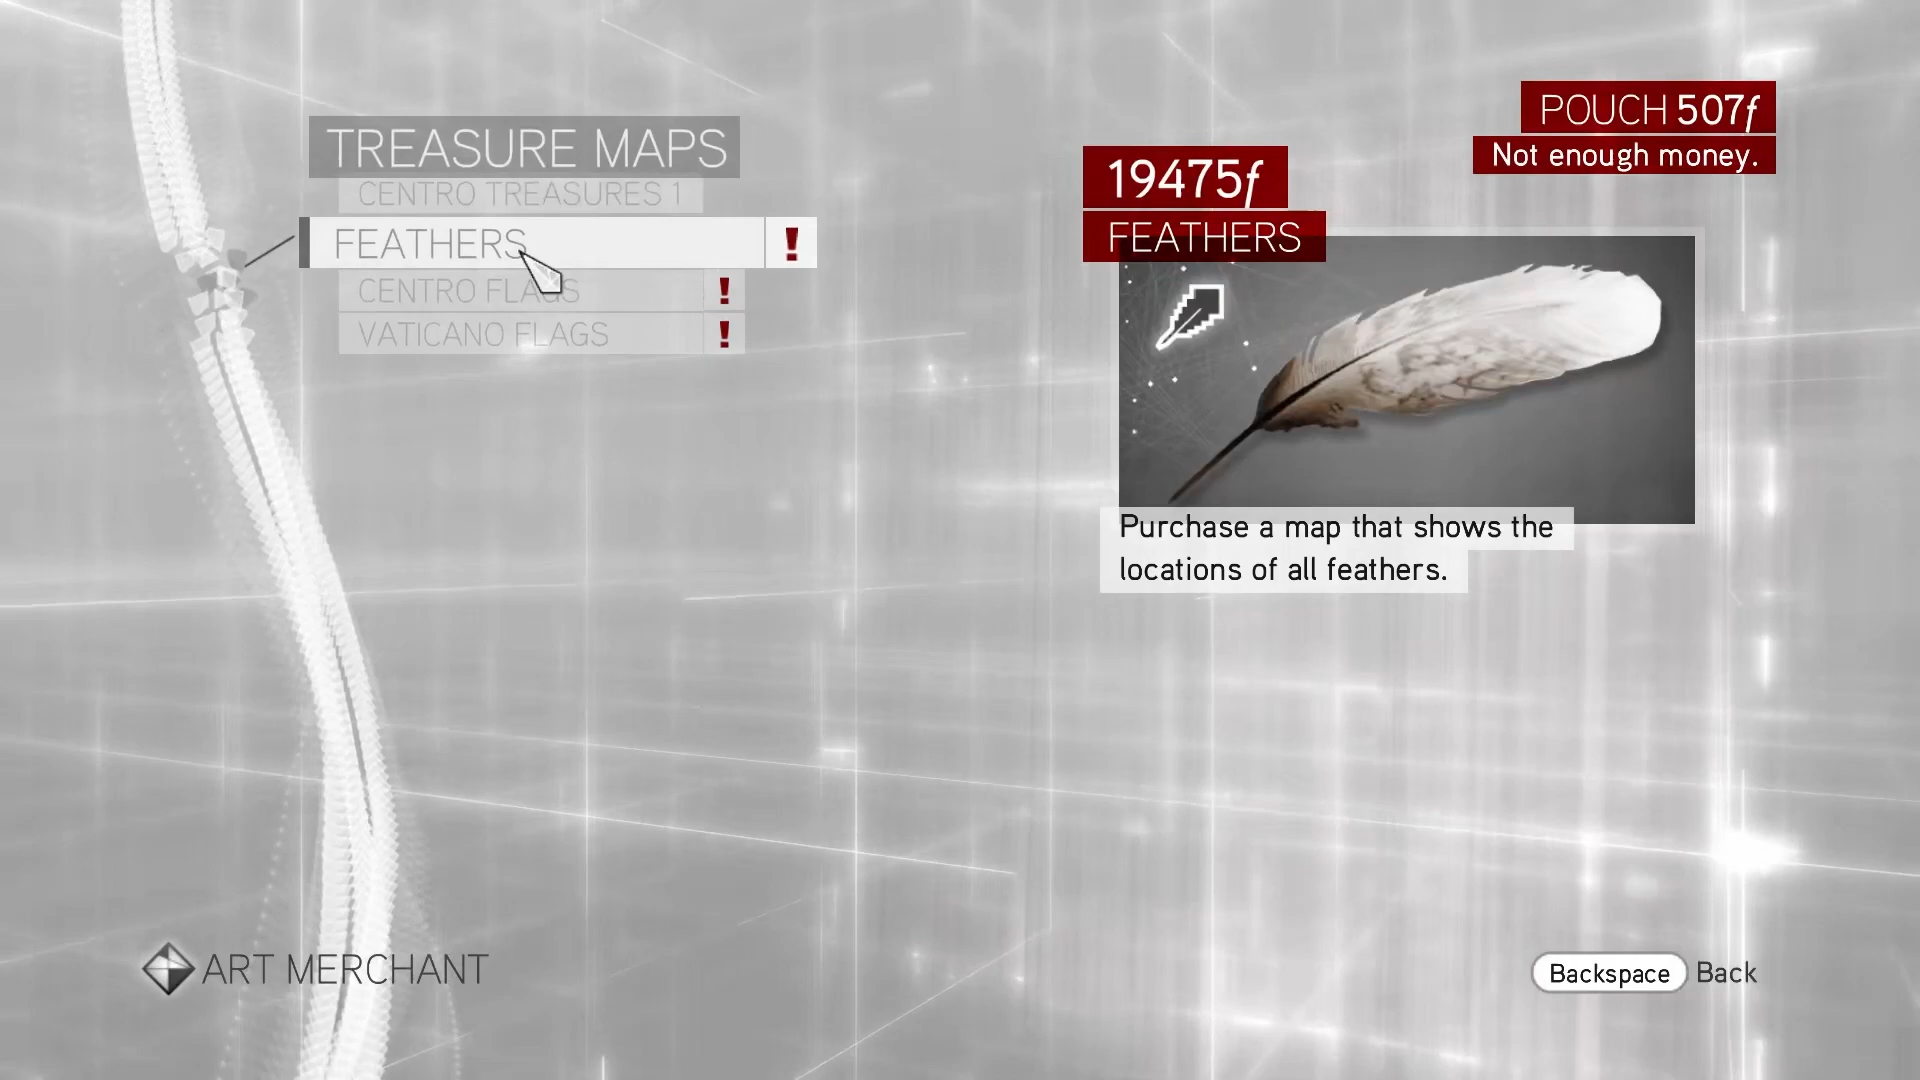 TREASURE MAPS
CENTRO TREASURES 1
FEATHERS !
CENTRO FLAGS !
VATICANO FLAGS !
POUCH 507f
Not enough money.
19475f
FEATHERS
Purchase a map that shows the
locations of all feathers.
ART MERCHANT
Backspace Back